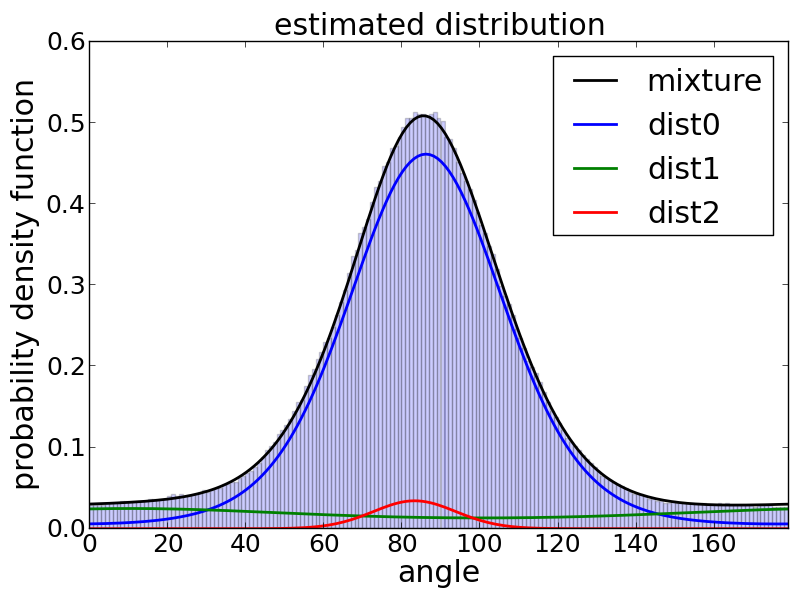 estimated distribution
probability density function
0.6
0.5
0.4
0.3
0.2
0.1
0.0
mixture
dist0
dist1
dist2
0 20 40 60 80 100 120 140 160
angle